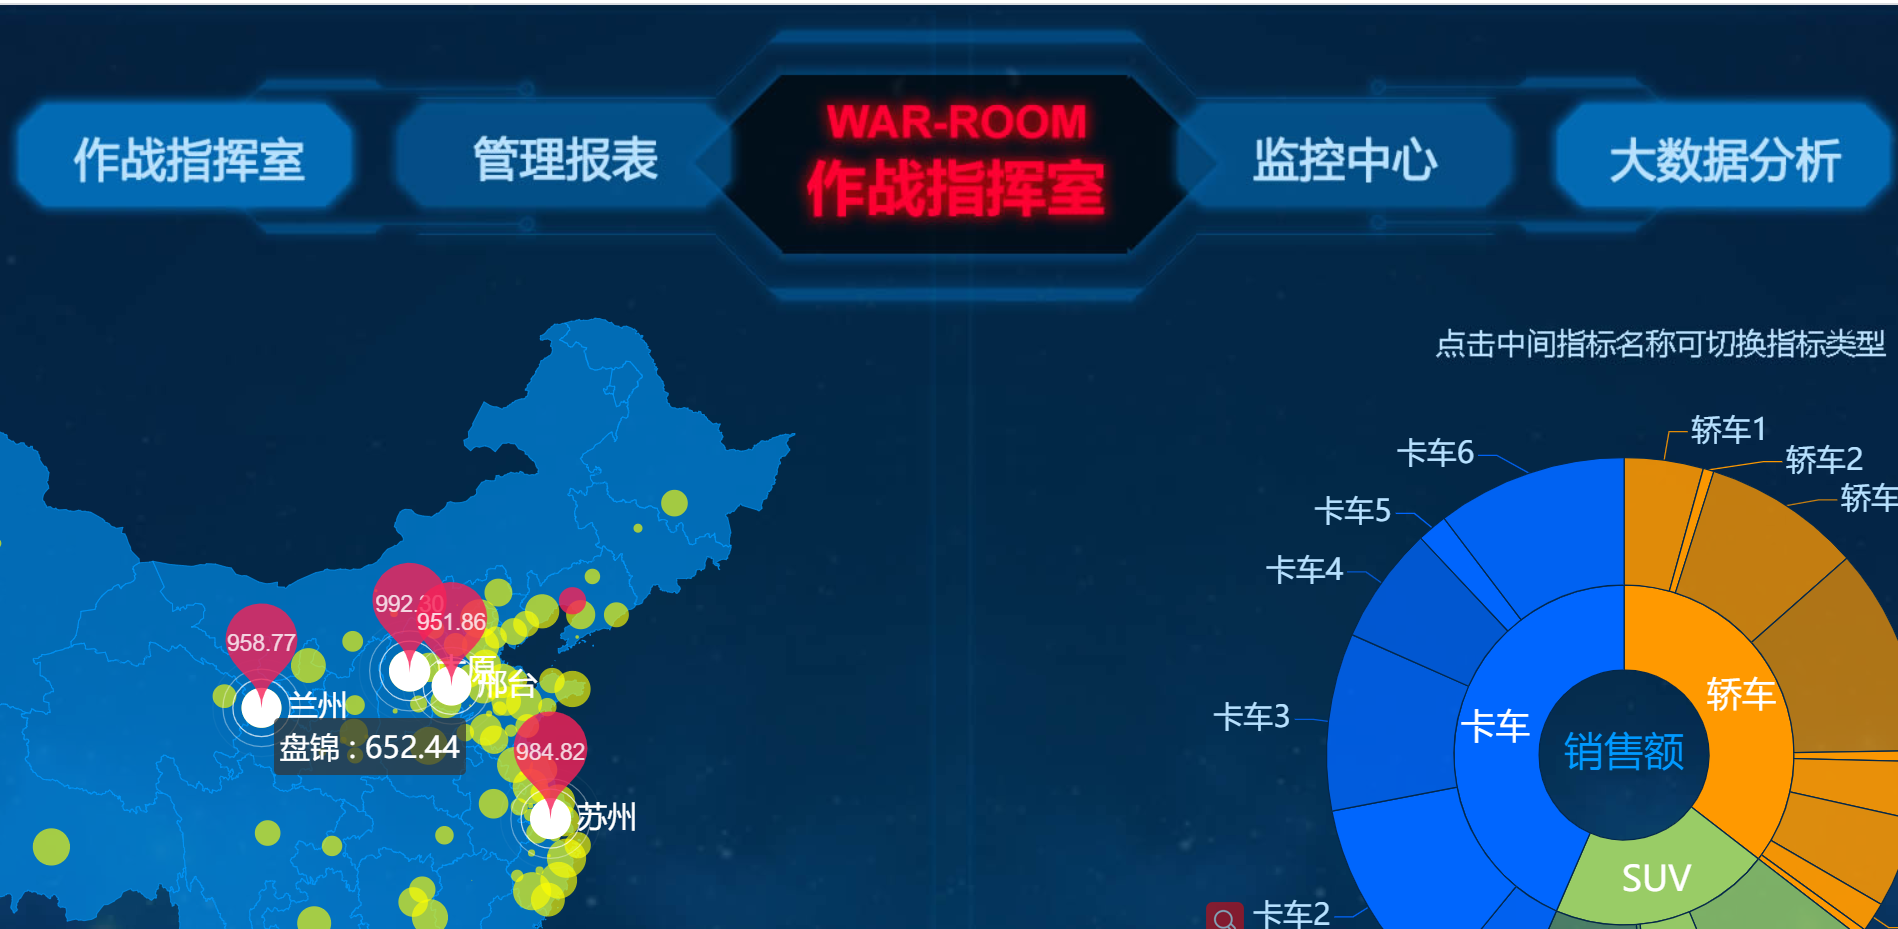 作战指挥室
管理报表
WAR-ROOM
作战指挥室
监控中心
大数据分析
点击中间指标名称可切换指标类型
轿车1
轿车2
轿车
卡车6
卡车5
卡车4
卡车3
卡车2
卡车
轿车
销售额
SUV
992.30
951.86
958.77
原
邢台
兰州
盘锦 : 652.44
984.82
苏州